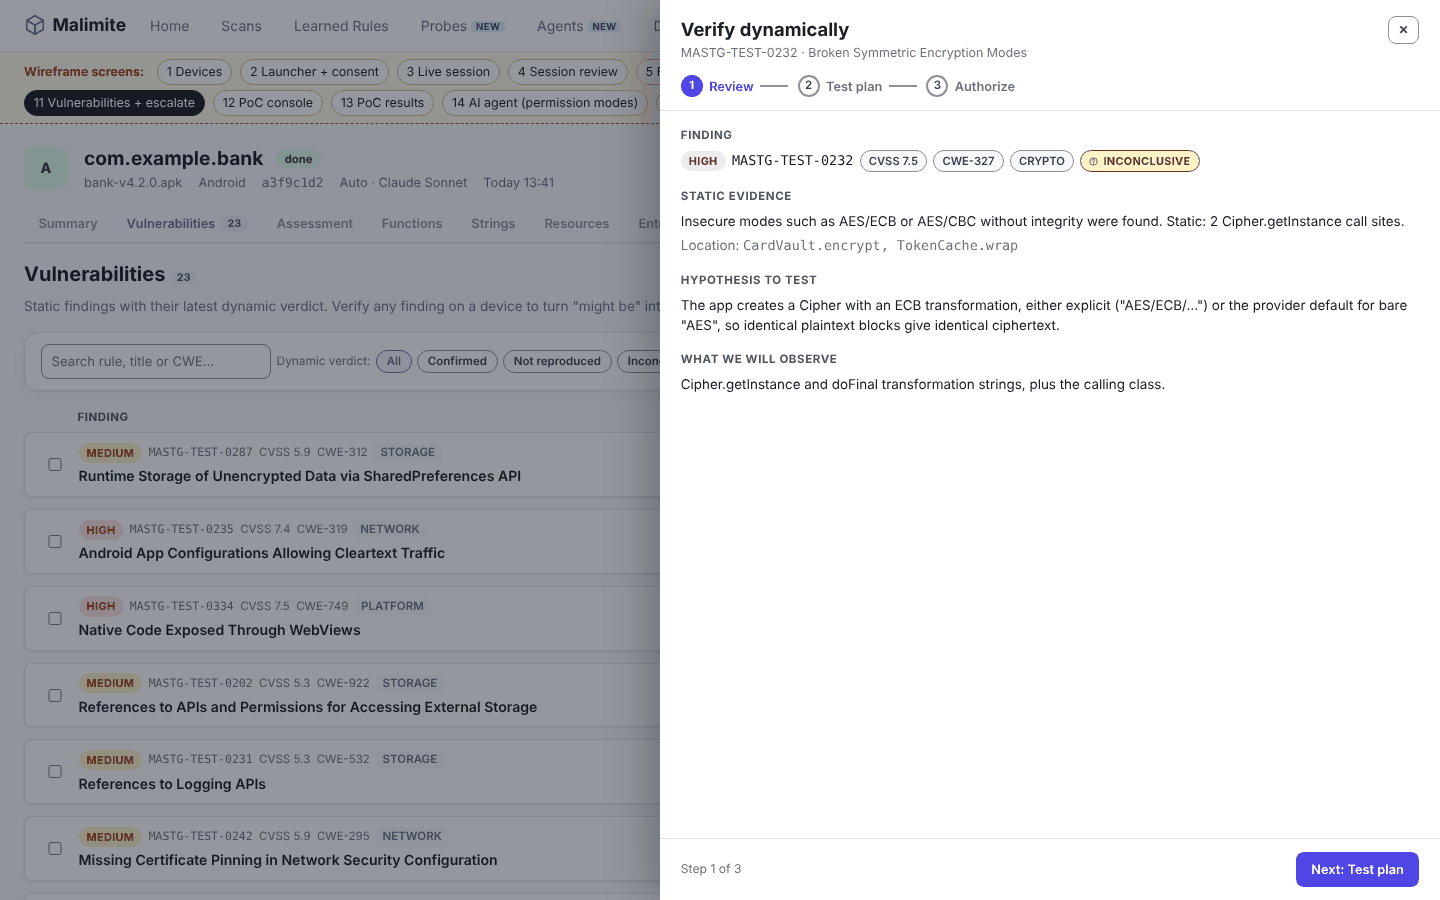 Malimite Home Scans Learned Rules Probes NEW Agents NEW
Wireframe screens: 1 Devices 2 Launcher + consent 3 Live session 4 Session review
11 Vulnerabilities + escalate 12 PoC console 13 PoC results 14 AI agent (permission modes)
A
com.example.bank done
bank-v4.2.0.apk Android a3f9c1d2 Auto · Claude Sonnet Today 13:41
Summary Vulnerabilities 23 Assessment Functions Strings Resources
Vulnerabilities 23
Static findings with their latest dynamic verdict. Verify any finding on a device to turn "might be"
Search rule, title or CWE... Dynamic verdict: All Confirmed Not reproduced
FINDING
MEDIUM MASTG-TEST-0287 CVSS 5.9 CWE-312 STORAGE
Runtime Storage of Unencrypted Data via SharedPreferences API
HIGH MASTG-TEST-0235 CVSS 7.4 CWE-319 NETWORK
Android App Configurations Allowing Cleartext Traffic
HIGH MASTG-TEST-0334 CVSS 7.5 CWE-749 PLATFORM
Native Code Exposed Through WebViews
MEDIUM MASTG-TEST-0202 CVSS 5.3 CWE-922 STORAGE
References to APIs and Permissions for Accessing External Storage
MEDIUM MASTG-TEST-0231 CVSS 5.3 CWE-532 STORAGE
References to Logging APIs
MEDIUM MASTG-TEST-0242 CVSS 5.9 CWE-295 NETWORK
Missing Certificate Pinning in Network Security Configuration
Verify dynamically
MASTG-TEST-0232 · Broken Symmetric Encryption Modes
1 Review 2 Test plan 3 Authorize
FINDING
HIGH MASTG-TEST-0232 CVSS 7.5 CWE-327 CRYPTO INCONCLUSIVE
STATIC EVIDENCE
Insecure modes such as AES/ECB or AES/CBC without integrity were found. Static: 2 Cipher.getInstance call sites.
Location: CardVault.encrypt, TokenCache.wrap
HYPOTHESIS TO TEST
The app creates a Cipher with an ECB transformation, either explicit ("AES/ECB/...") or the provider default for bare
"AES", so identical plaintext blocks give identical ciphertext.
WHAT WE WILL OBSERVE
Cipher.getInstance and doFinal transformation strings, plus the calling class.
Step 1 of 3
Next: Test plan